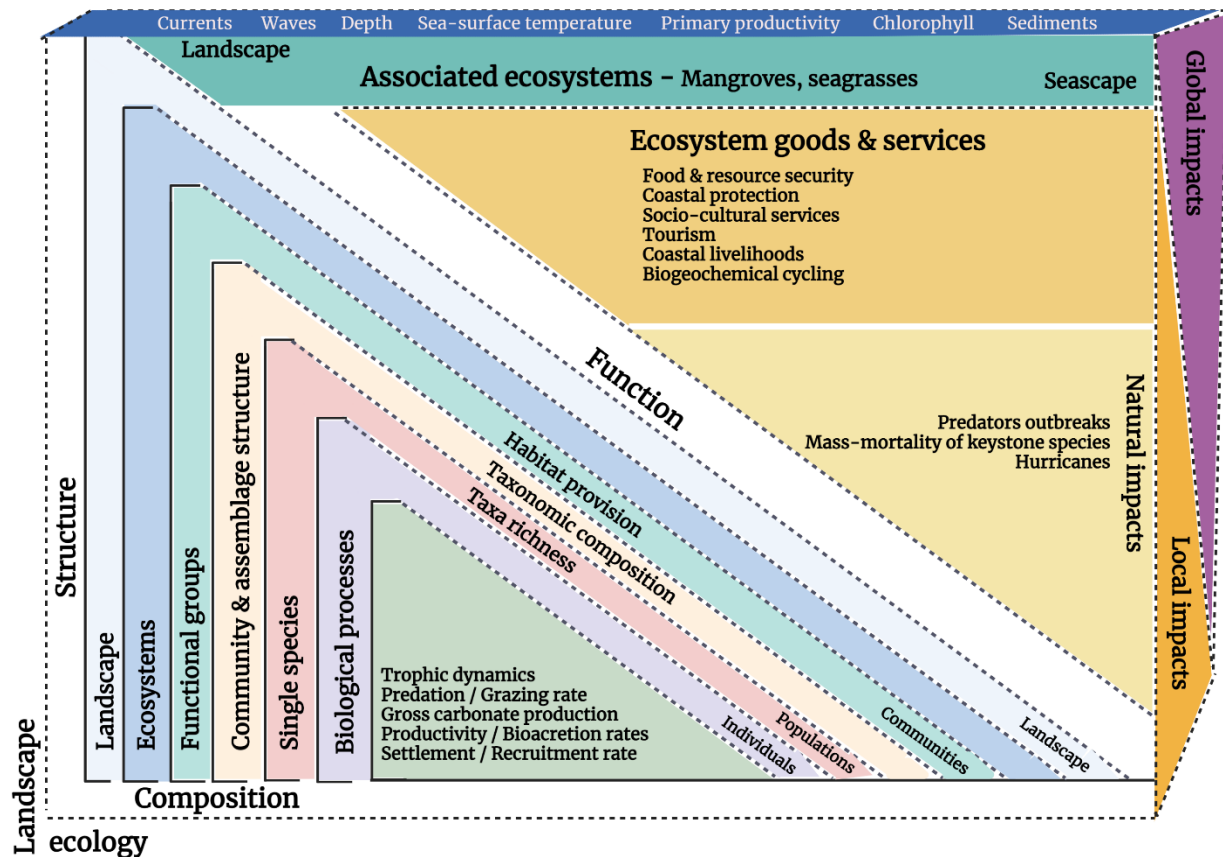 Currents Waves Depth Sea-surface temperature Primary productivity Chlorophyll Sediments
Landscape
Associated ecosystems - Mangroves, seagrasses
Seascape
Global impacts
Ecosystem goods & services
Food & resource security
Coastal protection
Socio-cultural services
Tourism
Coastal livelihoods
Biogeochemical cycling
Function
Natural impacts
Predators outbreaks
Mass-mortality of keystone species
Hurricanes
Local impacts
Structure
Landscape
Ecosystems
Functional groups
Community & assemblage structure
Single species
Biological processes
Habitat provision
Taxonomic composition
Taxa richness
Trophic dynamics
Predation / Grazing rate
Gross carbonate production
Productivity / Bioacretion rates
Settlement / Recruitment rate
Individuals
Populations
Communities
Landscape
Composition
Landscape
ecology